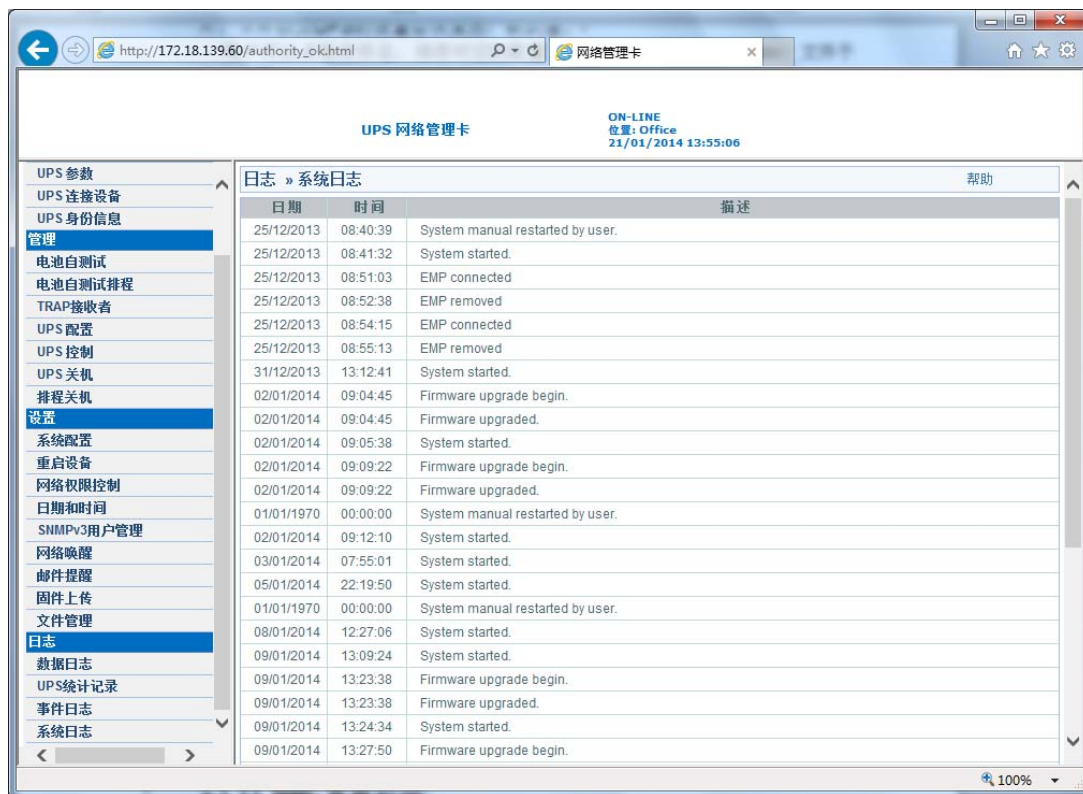 http://172.18.139.60/authority_ok.html
网络管理卡
UPS 网络管理卡
ON-LINE
位置: Office
21/01/2014 13:55:06
UPS 参数
UPS 连接设备
UPS 身份信息
管理
电池自测试
电池自测试排程
TRAP接收者
UPS 配置
UPS 控制
UPS 关机
排程关机
设置
系统配置
重启设备
网络权限控制
日期和时间
SNMPv3用户管理
网络唤醒
邮件提醒
固件上传
文件管理
日志
数据日志
UPS统计记录
事件日志
系统日志
日志 » 系统日志 帮助
日期 时间 描述
25/12/2013 08:40:39 System manual restarted by user.
25/12/2013 08:41:32 System started.
25/12/2013 08:51:03 EMP connected
25/12/2013 08:52:38 EMP removed
25/12/2013 08:54:15 EMP connected
25/12/2013 08:55:13 EMP removed
31/12/2013 13:12:41 System started.
02/01/2014 09:04:45 Firmware upgrade begin.
02/01/2014 09:04:45 Firmware upgraded.
02/01/2014 09:05:38 System started.
02/01/2014 09:09:22 Firmware upgrade begin.
02/01/2014 09:09:22 Firmware upgraded.
01/01/1970 00:00:00 System manual restarted by user.
02/01/2014 09:12:10 System started.
03/01/2014 07:55:01 System started.
05/01/2014 22:19:50 System started.
01/01/1970 00:00:00 System manual restarted by user.
08/01/2014 12:27:06 System started.
09/01/2014 13:09:24 System started.
09/01/2014 13:23:38 Firmware upgrade begin.
09/01/2014 13:23:38 Firmware upgraded.
09/01/2014 13:24:34 System started.
09/01/2014 13:27:50 Firmware upgrade begin.
100%